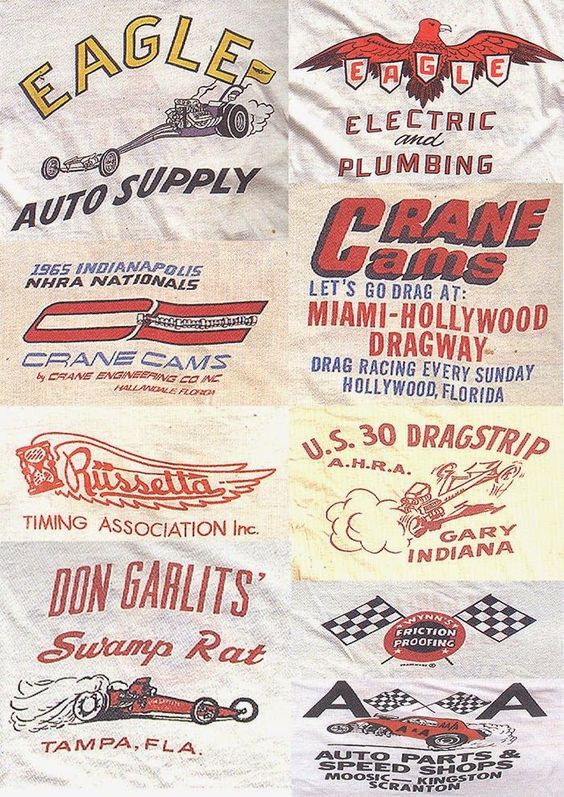 EAGLE
AUTO SUPPLY
EAGLE
ELECTRIC
and
PLUMBING
1965 INDIANAPOLIS
NHRA NATIONALS
CRANE CAMS
by CRANE ENGINEERING CO INC
HALLANDALE FLORIDA
CRANE
Cams
LET'S GO DRAG AT:
MIAMI-HOLLYWOOD
DRAGWAY
DRAG RACING EVERY SUNDAY
HOLLYWOOD, FLORIDA
Rüssetta
TIMING ASSOCIATION Inc.
U.S. 30 DRAGSTRIP
A.H.R.A.
GARY
INDIANA
DON GARLITS'
Swamp Rat
TAMPA, FLA.
WYNN'S
FRICTION
PROOFING
A A
A&A
AUTO PARTS &
SPEED SHOPS
MOOSIC - KINGSTON
SCRANTON